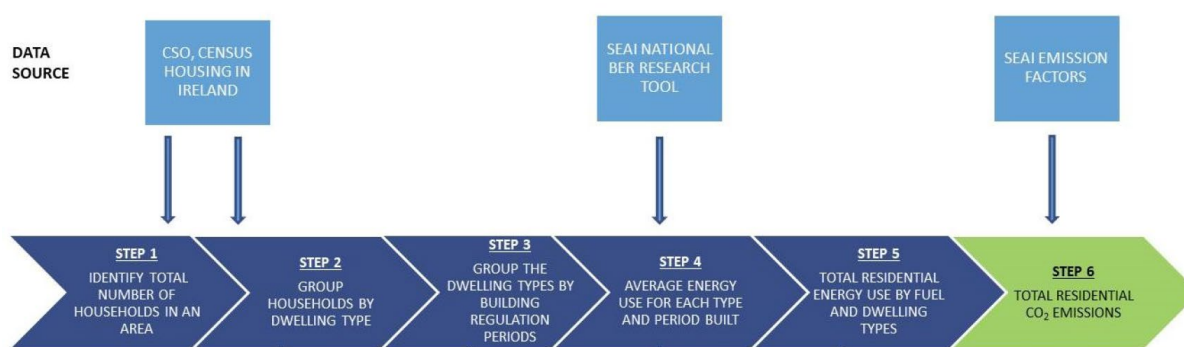 DATA
SOURCE
CSO, CENSUS
HOUSING IN
IRELAND
SEAI NATIONAL
BER RESEARCH
TOOL
SEAI EMISSION
FACTORS
STEP 1
IDENTIFY TOTAL
NUMBER OF
HOUSEHOLDS IN AN
AREA
STEP 2
GROUP
HOUSEHOLDS BY
DWELLING TYPE
STEP 3
GROUP THE
DWELLING TYPES BY
BUILDING
REGULATION
PERIODS
STEP 4
AVERAGE ENERGY
USE FOR EACH TYPE
AND PERIOD BUILT
STEP 5
TOTAL RESIDENTIAL
ENERGY USE BY FUEL
AND DWELLING
TYPES
STEP 6
TOTAL RESIDENTIAL
CO₂ EMISSIONS